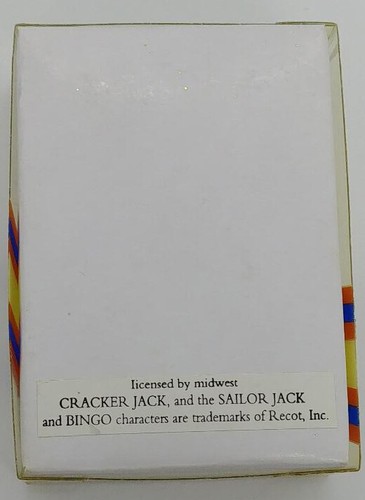 licensed by midwest
CRACKER JACK, and the SAILOR JACK
and BINGO characters are trademarks of Recot, Inc.